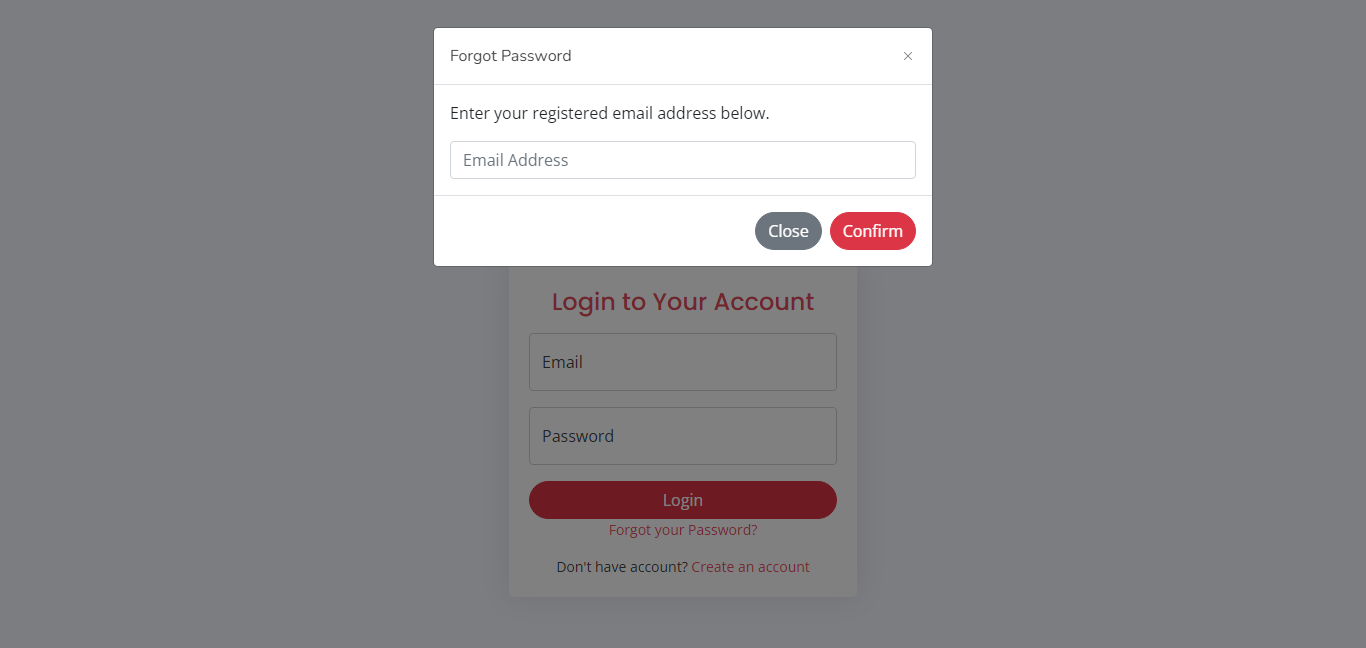 Forgot Password ×
Enter your registered email address below.
Email Address
Close Confirm
Login to Your Account
Email
Password
Login
Forgot your Password?
Don't have account? Create an account